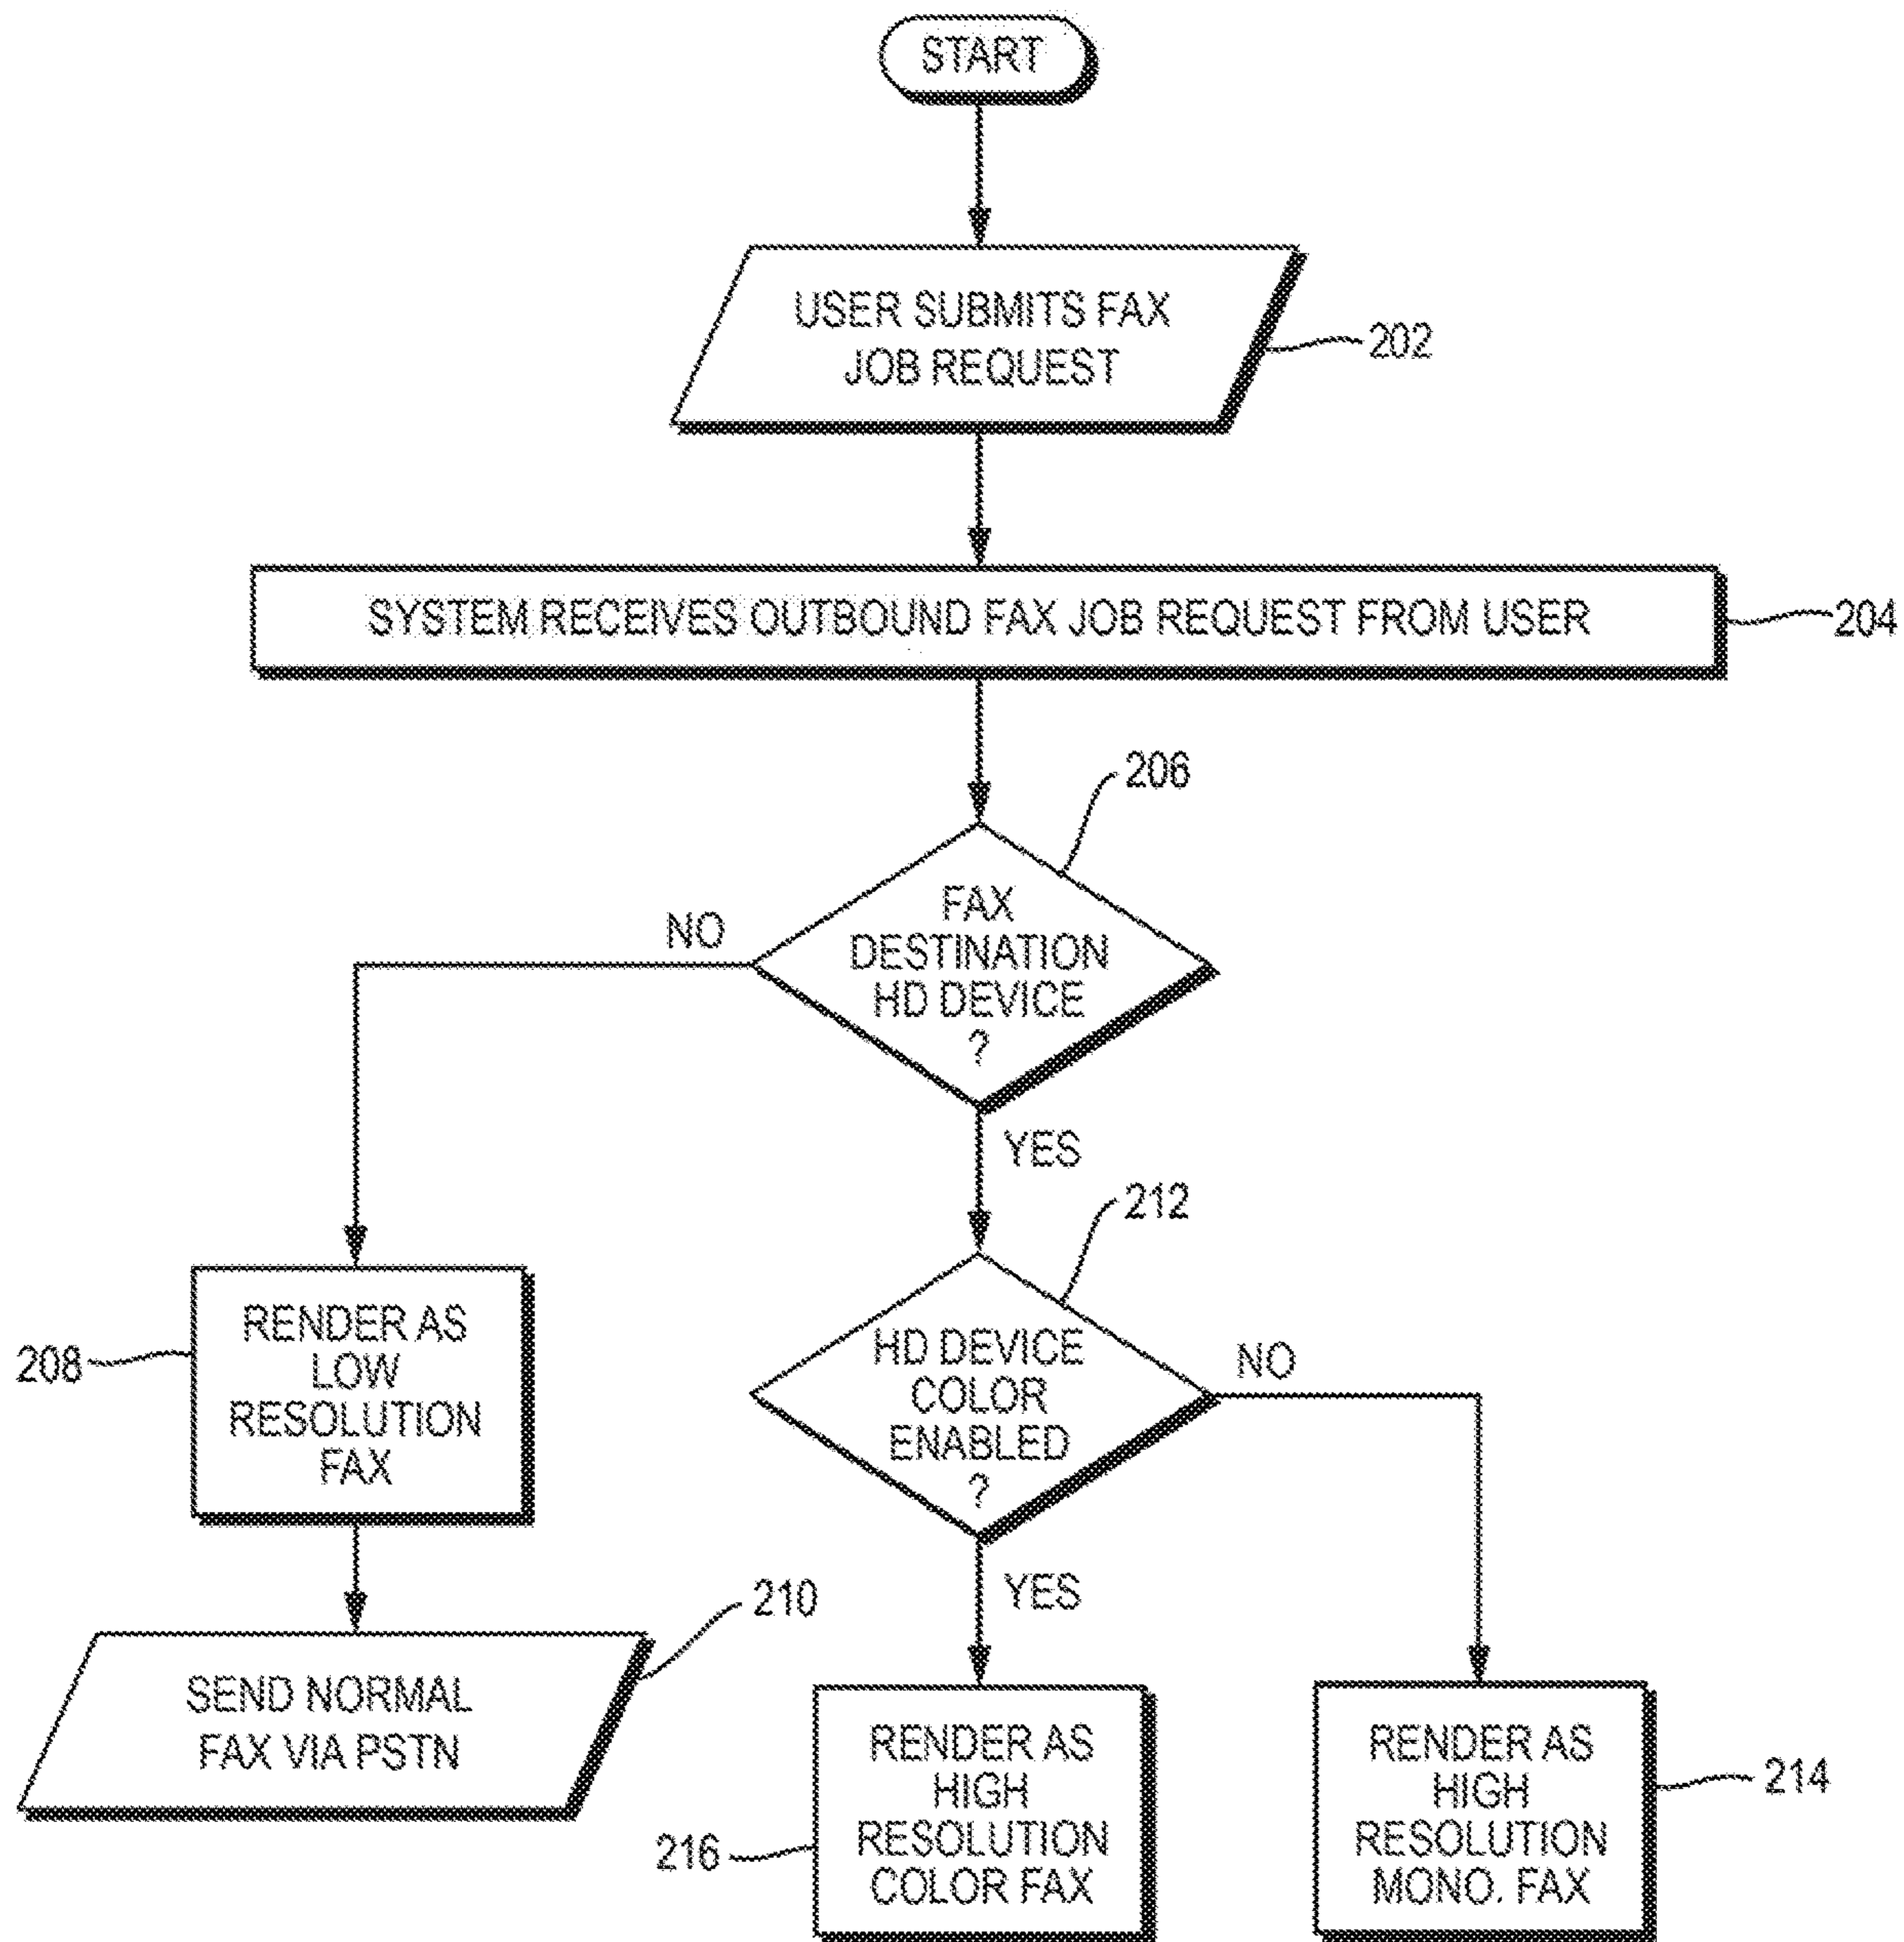 START
USER SUBMITS FAX
JOB REQUEST
202
SYSTEM RECEIVES OUTBOUND FAX JOB REQUEST FROM USER
204
206
FAX
DESTINATION
HD DEVICE
?
NO
YES
212
HD DEVICE
COLOR
ENABLED
?
NO
YES
208
RENDER AS
LOW
RESOLUTION
FAX
210
SEND NORMAL
FAX VIA PSTN
216
RENDER AS
HIGH
RESOLUTION
COLOR FAX
RENDER AS
HIGH
RESOLUTION
MONO. FAX
214